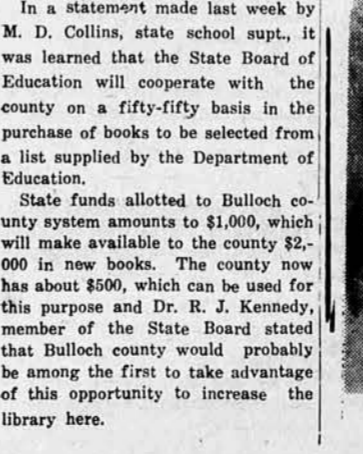 In a statement made last week by
M. D. Collins, state school supt., it
was learned that the State Board of
Education will cooperate with the
county on a fifty-fifty basis in the
purchase of books to be selected from
a list supplied by the Department of
Education.
State funds allotted to Bulloch co-
unty system amounts to $1,000, which
will make available to the county $2,-
000 in new books. The county now
has about $500, which can be used for
this purpose and Dr. R. J. Kennedy,
member of the State Board stated
that Bulloch county would probably
be among the first to take advantage
of this opportunity to increase the
library here.